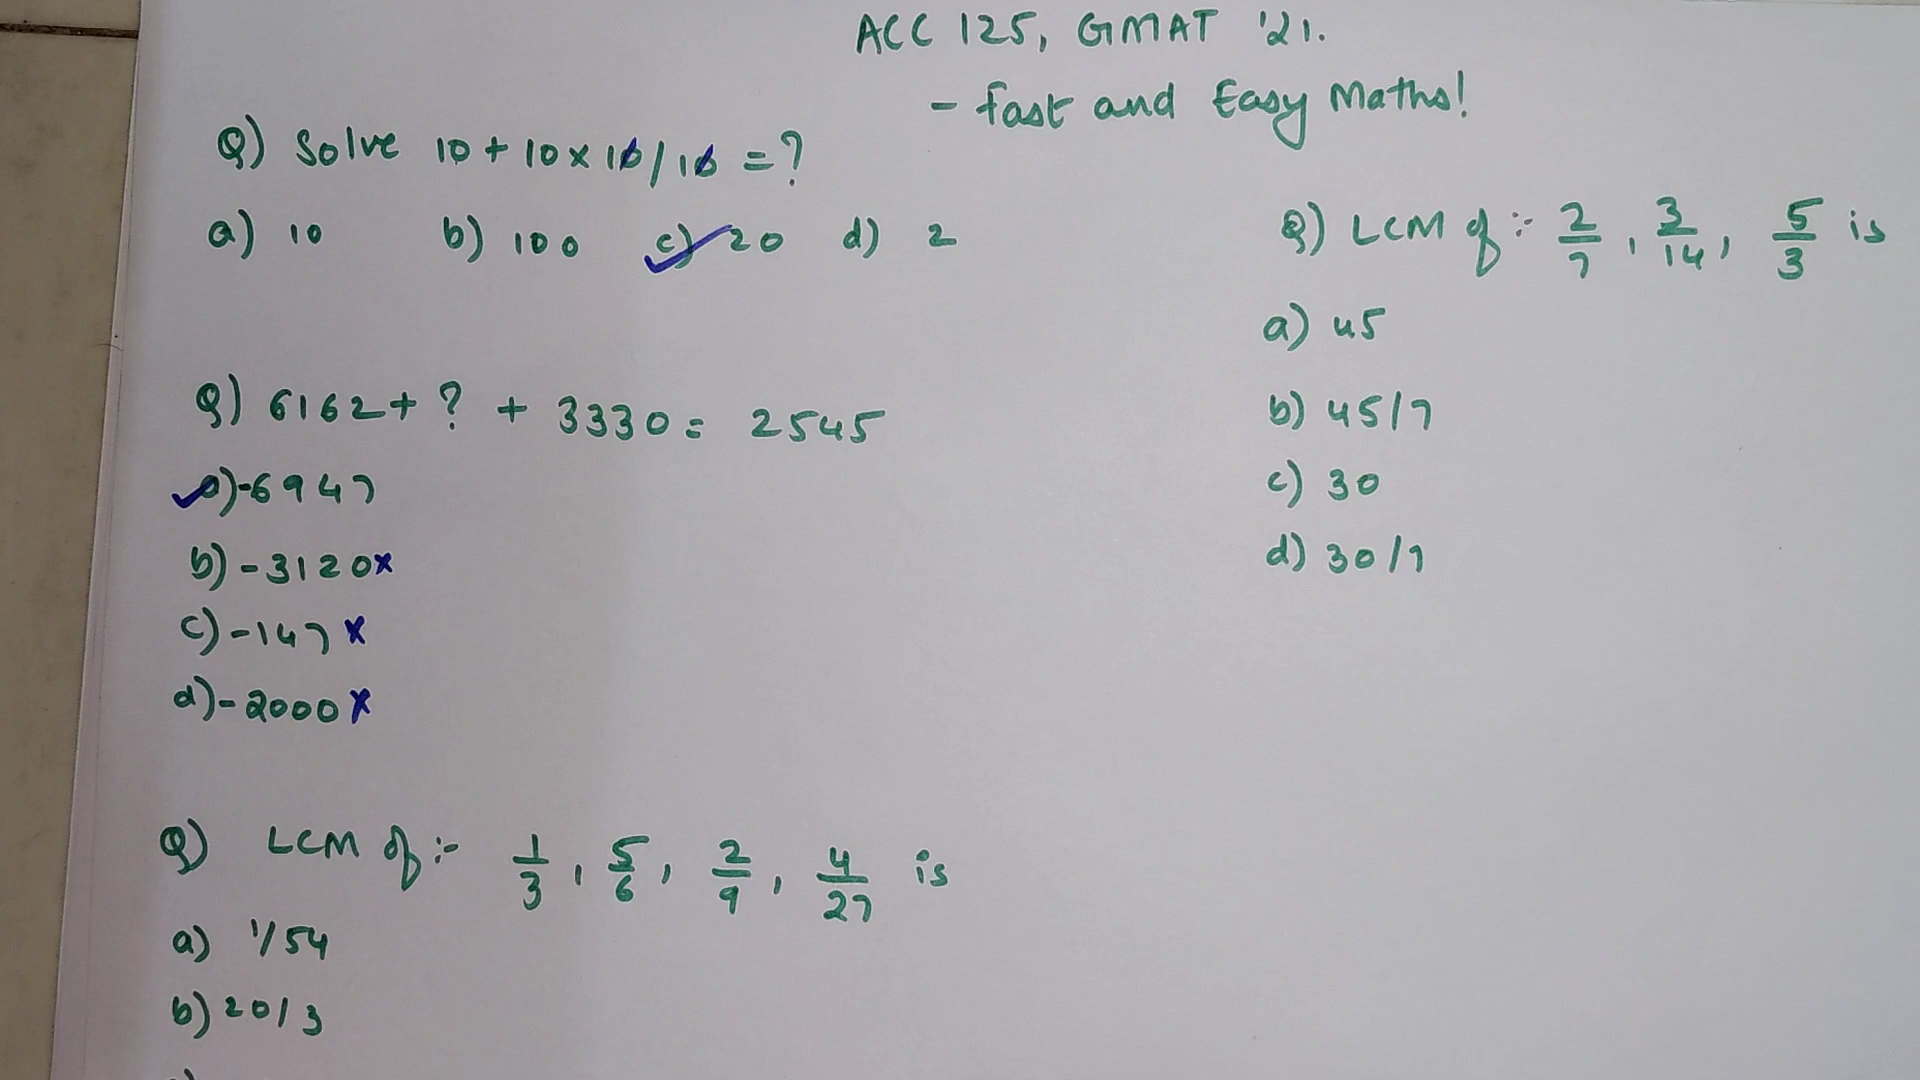 ACC 125, GMAT '21.
- fast and Easy Maths!
Q) Solve 10 + 10 x 10/10 = ?
a) 10 b) 100 c) 20 d) 2
Q) 6162 + ? + 3330 = 2545
a) -6947
b) -3120 x
c) -147 x
d) -2000 x
Q) LCM of :- 1/3, 5/6, 2/9, 4/27 is
a) 1/54
b) 20/3
Q) LCM of :- 2/7, 3/14, 5/3 is
a) 45
b) 45/7
c) 30
d) 30/7